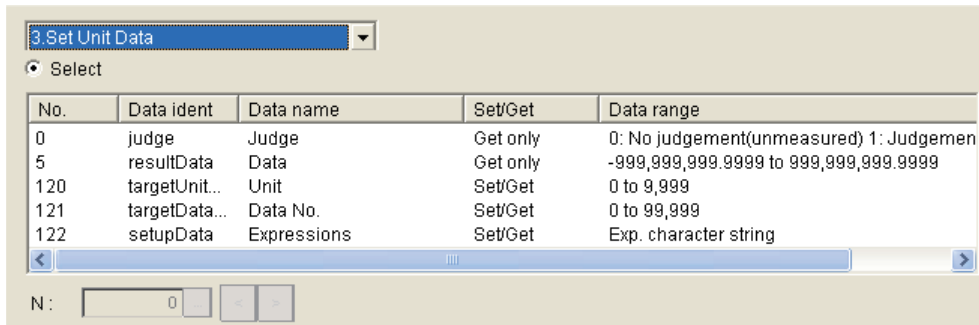 3.Set Unit Data
Select
No. Data ident Data name Set/Get Data range
0 judge Judge Get only 0: No judgement(unmeasured) 1: Judgemen
5 resultData Data Get only -999,999,999.9999 to 999,999,999.9999
120 targetUnit... Unit Set/Get 0 to 9,999
121 targetData... Data No. Set/Get 0 to 99,999
122 setupData Expressions Set/Get Exp. character string
N : 0 ... < >